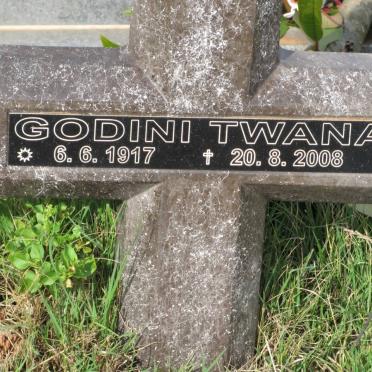 GODINI TWANA
6. 6. 1917 † 20. 8. 2008